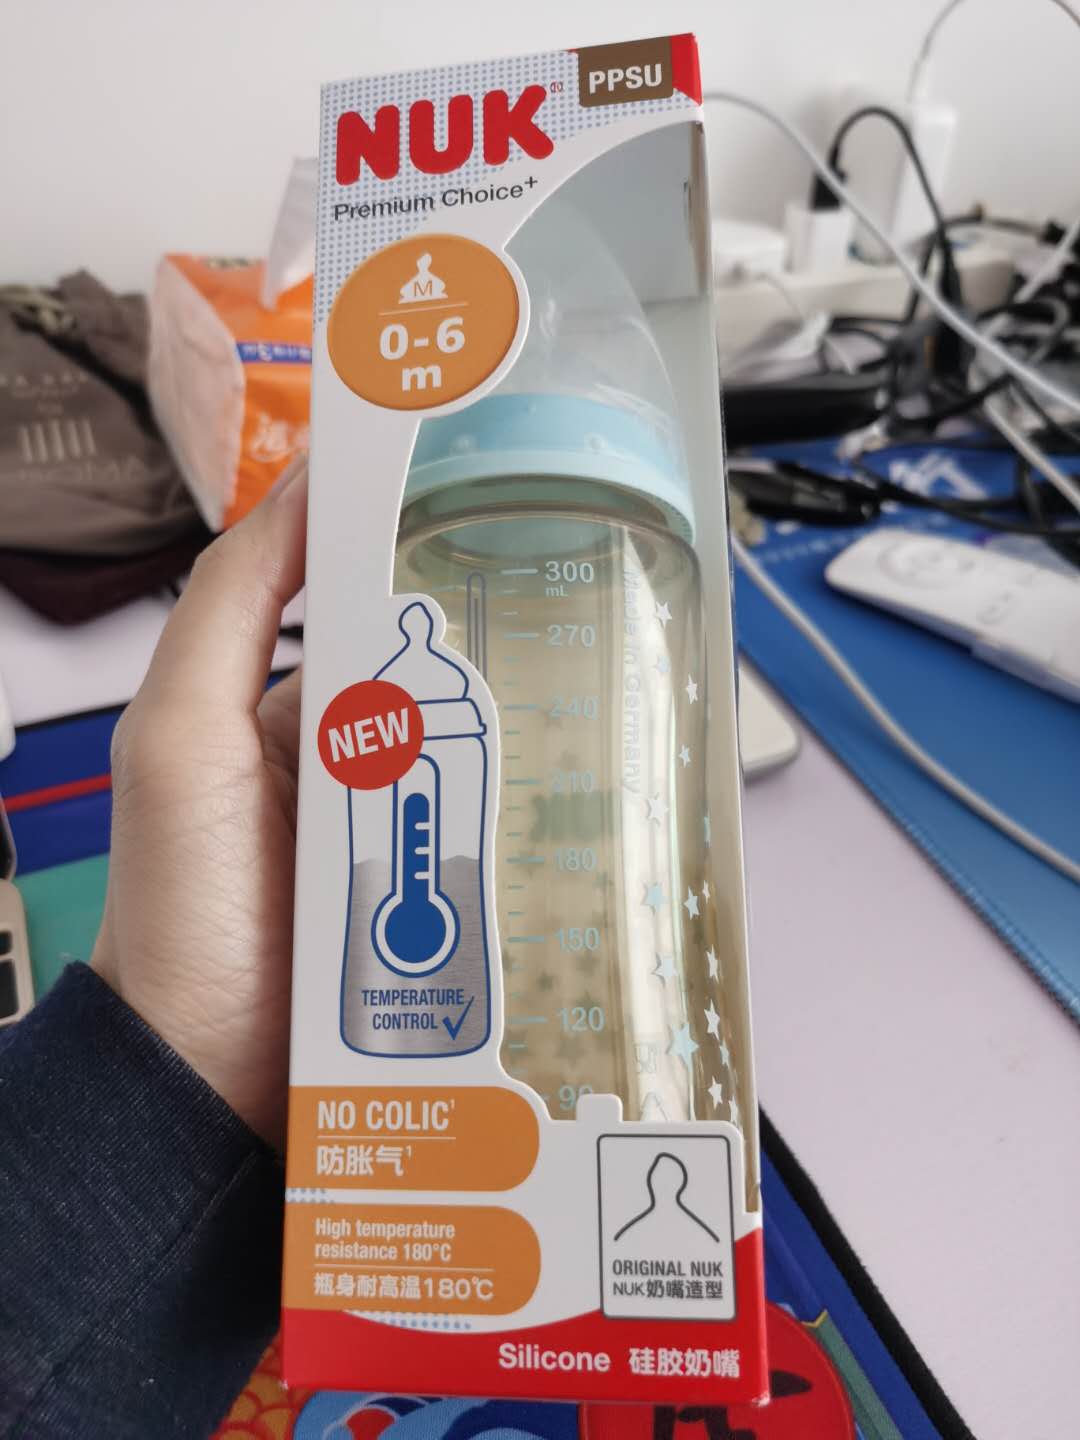 PPSU
NUK
Premium Choice+
M
0-6
m
300
mL
270
240
210
180
150
120
90
Made in Germany
NEW
TEMPERATURE
CONTROL
NO COLIC¹
防胀气¹
High temperature
resistance 180°C
瓶身耐高温180℃
ORIGINAL NUK
NUK奶嘴造型
Silicone 硅胶奶嘴